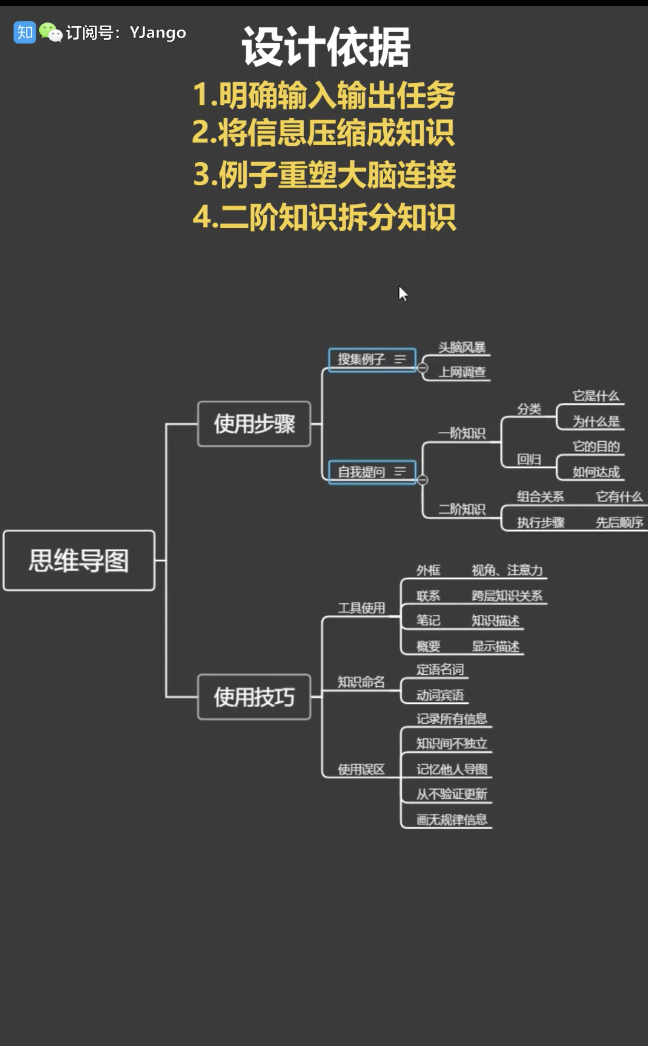 知 订阅号：YJango
设计依据
1.明确输入输出任务
2.将信息压缩成知识
3.例子重塑大脑连接
4.二阶知识拆分知识
思维导图
使用步骤
搜集例子
头脑风暴
上网调查
自我提问
一阶知识
分类
它是什么
为什么是
回归
它的目的
如何达成
二阶知识
组合关系 它有什么
执行步骤 先后顺序
使用技巧
工具使用
外框 视角、注意力
联系 跨层知识关系
笔记 知识描述
概要 显示描述
知识命名
定语名词
动词宾语
使用误区
记录所有信息
知识间不独立
记忆他人导图
从不验证更新
画无规律信息